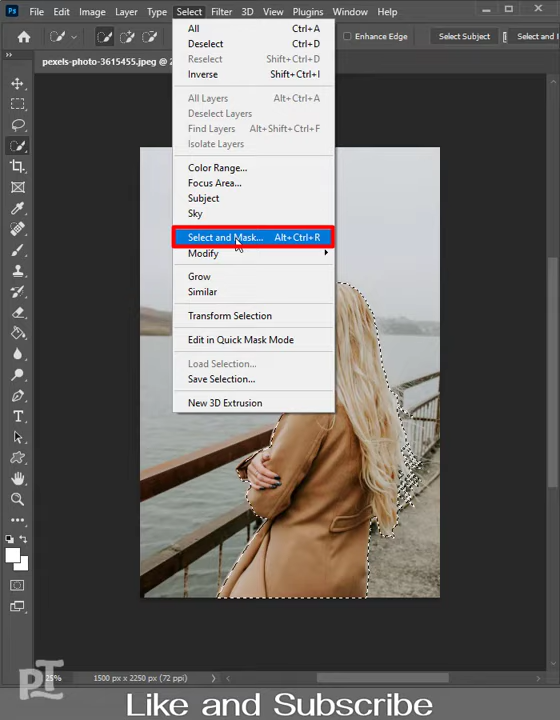 Ps File Edit Image Layer Type Select Filter 3D View Plugins Window Help
Enhance Edge Select Subject Select and
pexels-photo-3615455.jpeg @ 2
All Ctrl+A
Deselect Ctrl+D
Reselect Shift+Ctrl+D
Inverse Shift+Ctrl+I
All Layers Alt+Ctrl+A
Deselect Layers
Find Layers Alt+Shift+Ctrl+F
Isolate Layers
Color Range...
Focus Area...
Subject
Sky
Select and Mask... Alt+Ctrl+R
Modify
Grow
Similar
Transform Selection
Edit in Quick Mask Mode
Load Selection...
Save Selection...
New 3D Extrusion
T
25% 1500 px x 2250 px (72 ppi)
pT
Like and Subscribe